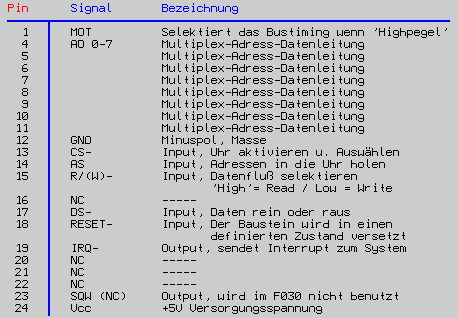 Pin Signal Bezeichnung
1 MOT Selektiert das Bustiming wenn 'Highpegel'
4 AD 0-7 Multiplex-Adress-Datenleitung
5 Multiplex-Adress-Datenleitung
6 Multiplex-Adress-Datenleitung
7 Multiplex-Adress-Datenleitung
8 Multiplex-Adress-Datenleitung
9 Multiplex-Adress-Datenleitung
10 Multiplex-Adress-Datenleitung
11 Multiplex-Adress-Datenleitung
12 GND Minuspol, Masse
13 CS- Input, Uhr aktivieren u. Auswählen
14 AS Input, Adressen in die Uhr holen
15 R/(W)- Input, Datenfluß selektieren
'High'= Read / Low = Write
16 NC -----
17 DS- Input, Daten rein oder raus
18 RESET- Input, Der Baustein wird in einen
definierten Zustand versetzt
19 IRQ- Output, sendet Interrupt zum System
20 NC -----
21 NC -----
22 NC -----
23 SQW (NC) Output, wird im F030 nicht benutzt
24 Vcc +5V Versorgungsspannung